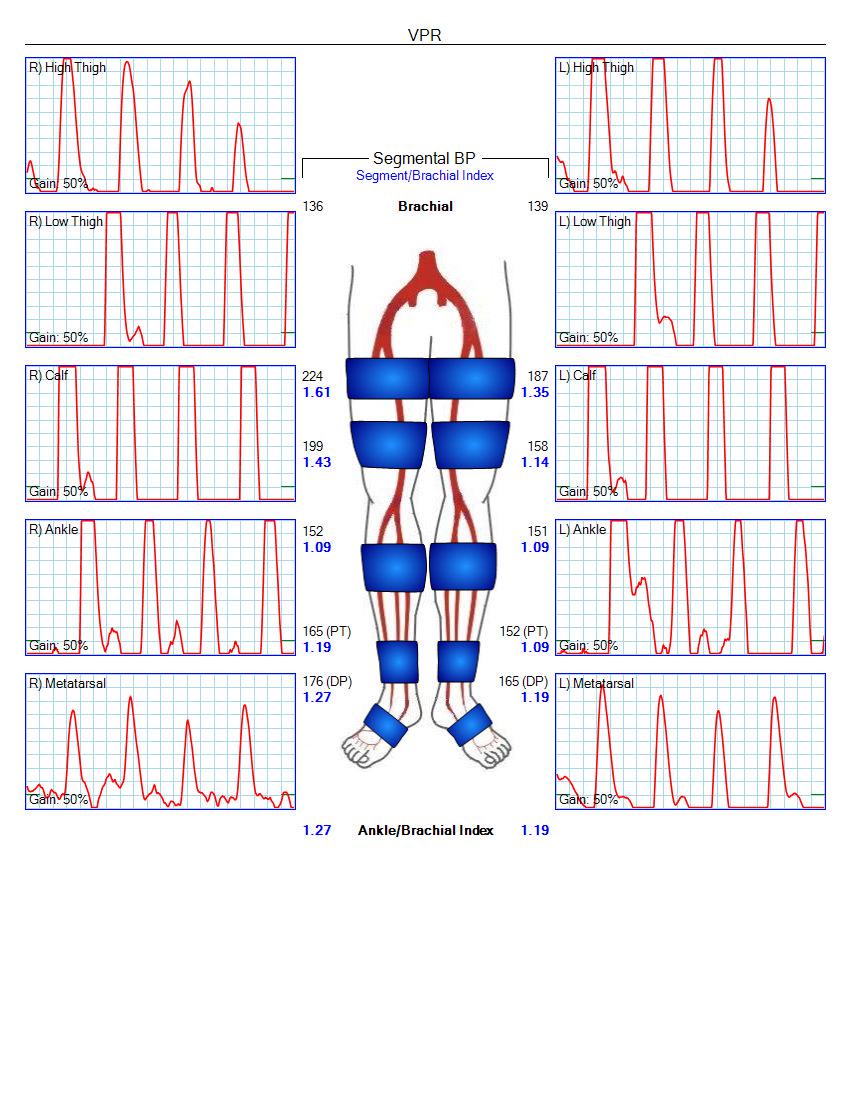 VPR
R) High Thigh
Gain: 50%
L) High Thigh
Gain: 50%
Segmental BP
Segment/Brachial Index
136 Brachial 139
R) Low Thigh
Gain: 50%
L) Low Thigh
Gain: 50%
R) Calf
Gain: 50%
224 187
1.61 1.35
199 158
1.43 1.14
L) Calf
Gain: 50%
R) Ankle
Gain: 50%
152 151
1.09 1.09
165 (PT) 152 (PT)
1.19 1.09
L) Ankle
Gain: 50%
R) Metatarsal
Gain: 50%
176 (DP) 165 (DP)
1.27 1.19
L) Metatarsal
Gain: 50%
1.27 Ankle/Brachial Index 1.19